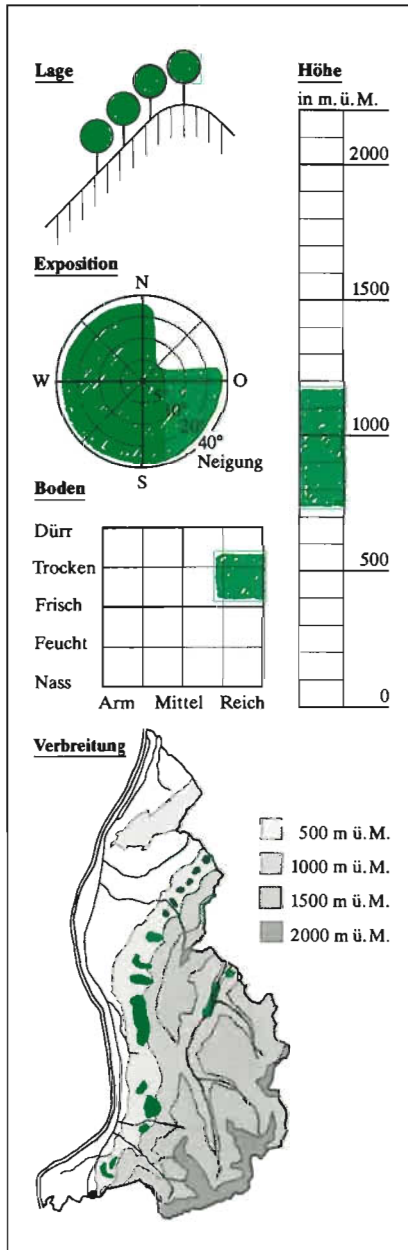 Lage
Höhe
in m. ü. M.
2000
1500
1000
500
0
Exposition
N
W
O
S
10°
20°
40°
Neigung
Boden
Dürr
Trocken
Frisch
Feucht
Nass
Arm Mittel Reich
Verbreitung
500 m ü. M.
1000 m ü. M.
1500 m ü. M.
2000 m ü. M.